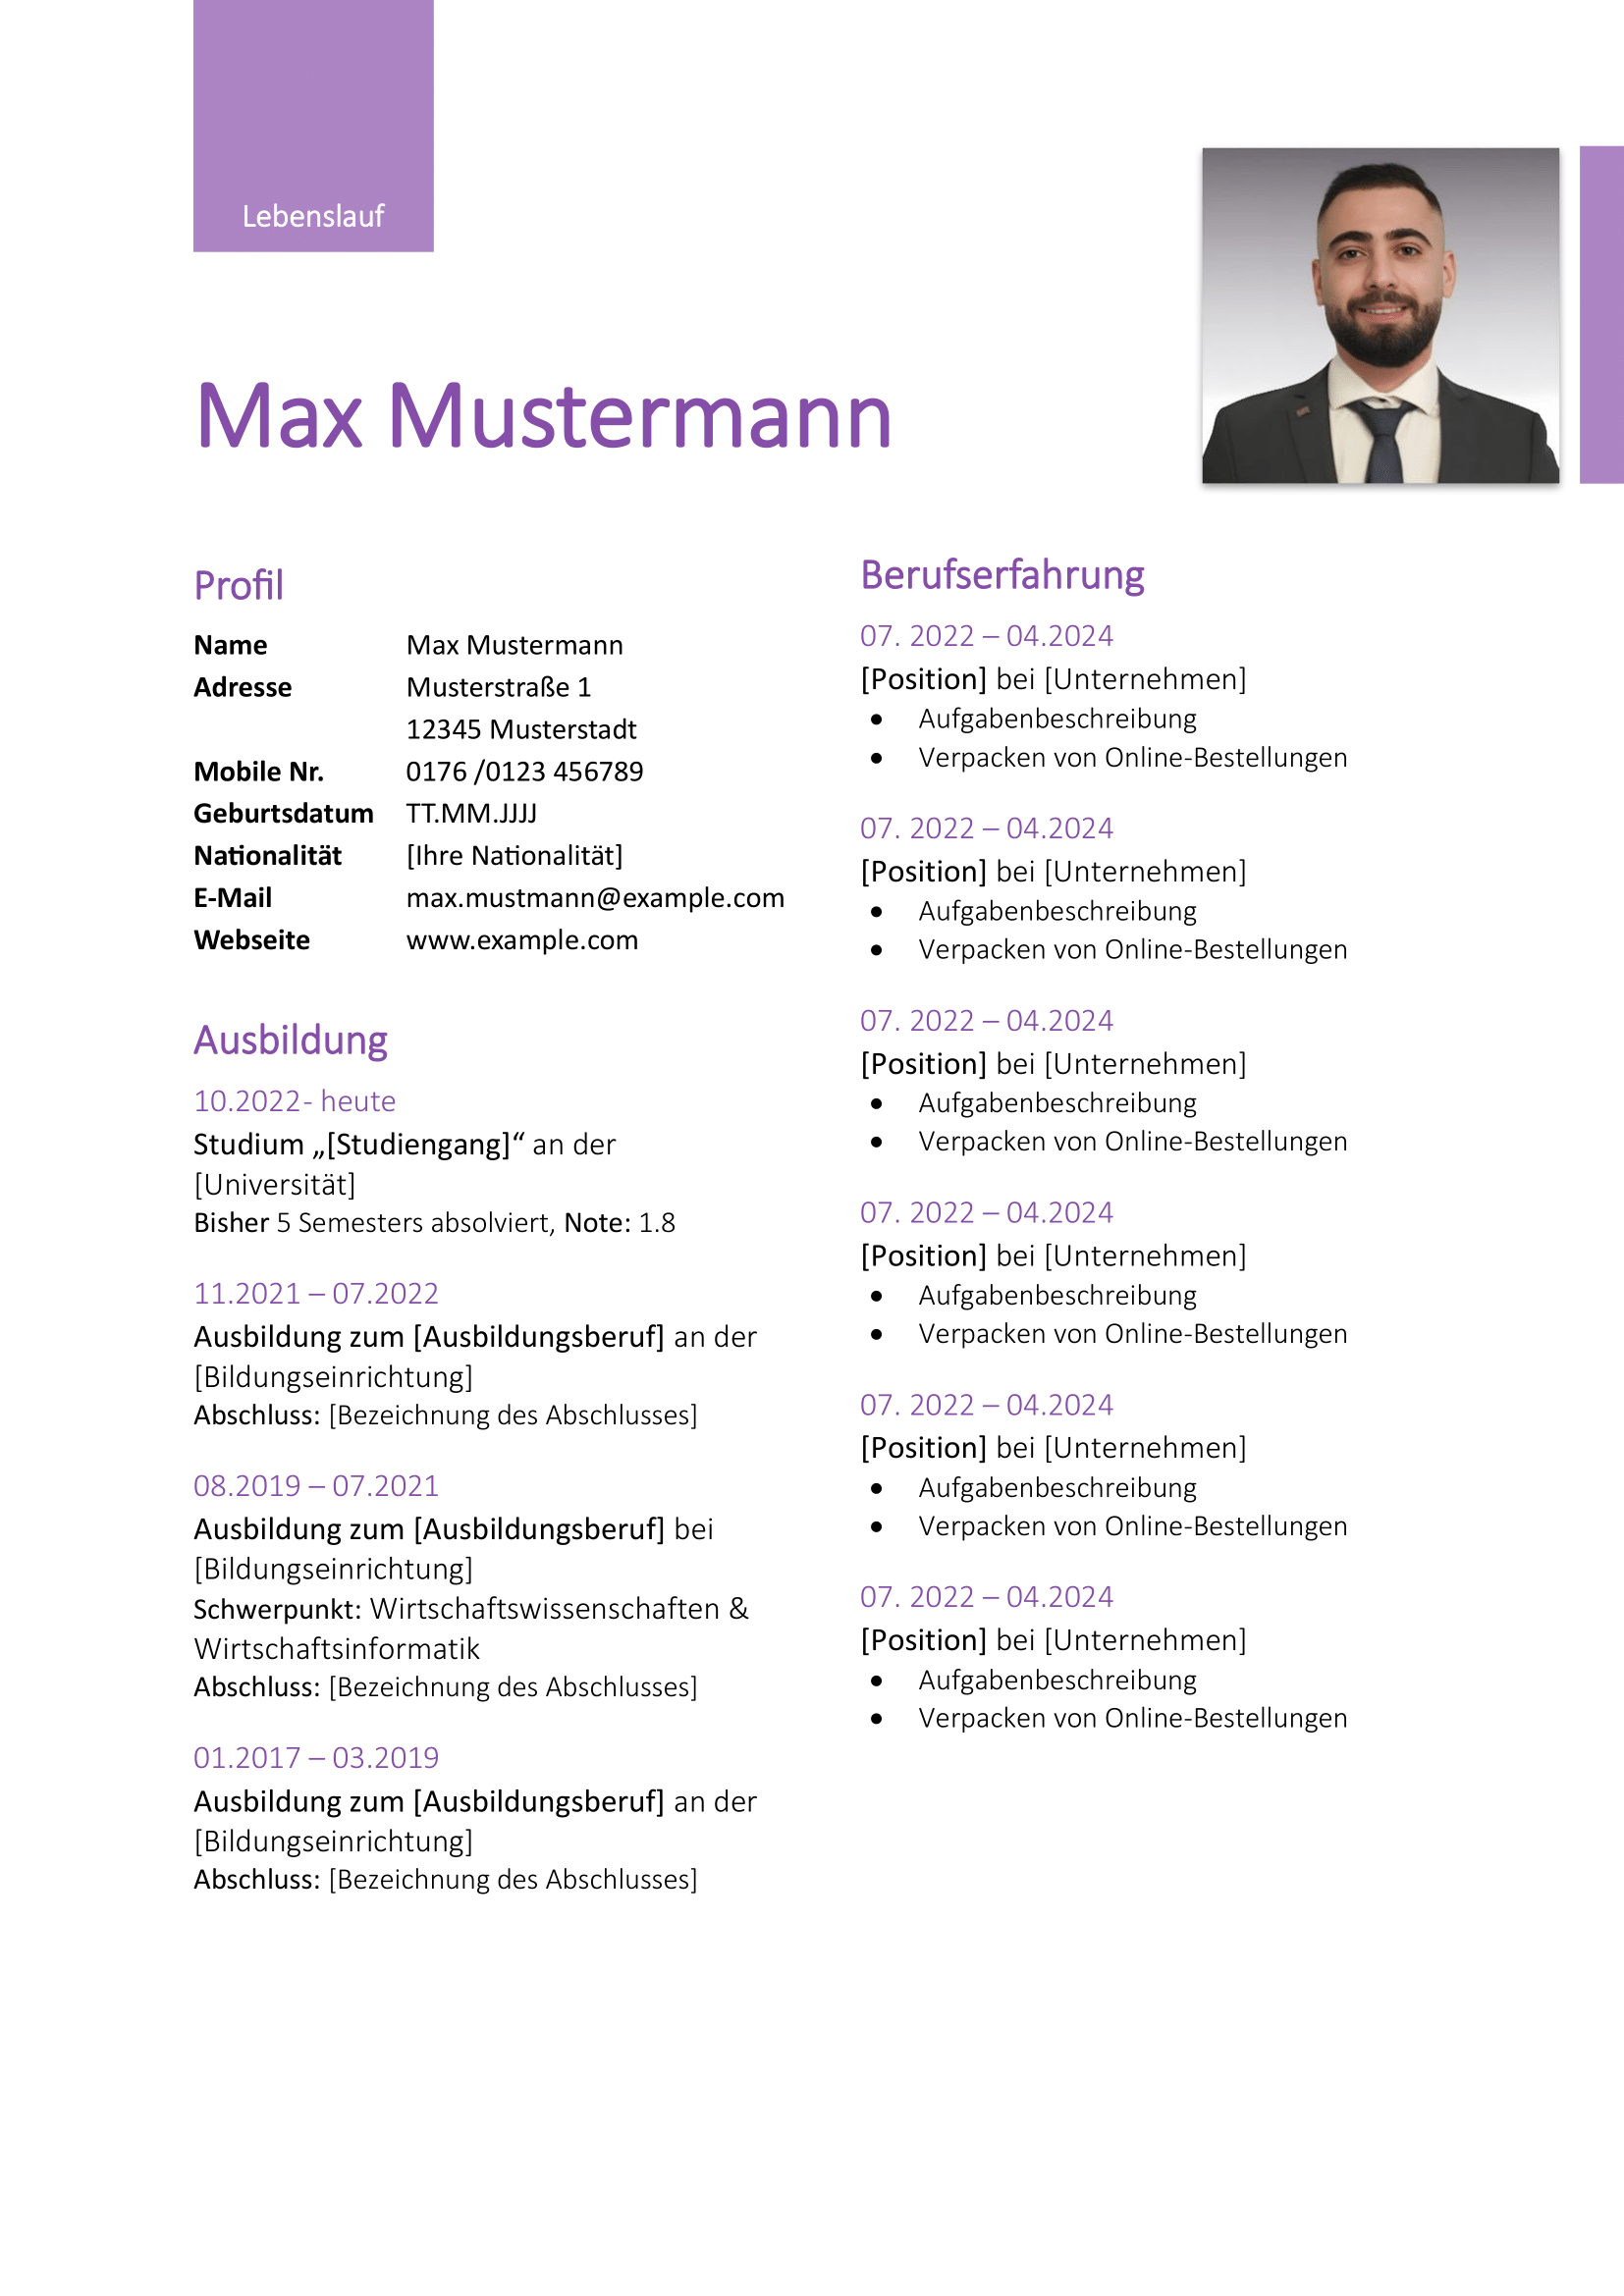 Lebenslauf
Max Mustermann
Profil
Name Max Mustermann
Adresse Musterstraße 1
12345 Musterstadt
Mobile Nr. 0176 /0123 456789
Geburtsdatum TT.MM.JJJJ
Nationalität [Ihre Nationalität]
E-Mail max.mustmann@example.com
Webseite www.example.com
Ausbildung
10.2022- heute
Studium „[Studiengang]“ an der
[Universität]
Bisher 5 Semesters absolviert, Note: 1.8
11.2021 – 07.2022
Ausbildung zum [Ausbildungsberuf] an der
[Bildungseinrichtung]
Abschluss: [Bezeichnung des Abschlusses]
08.2019 – 07.2021
Ausbildung zum [Ausbildungsberuf] bei
[Bildungseinrichtung]
Schwerpunkt: Wirtschaftswissenschaften &
Wirtschaftsinformatik
Abschluss: [Bezeichnung des Abschlusses]
01.2017 – 03.2019
Ausbildung zum [Ausbildungsberuf] an der
[Bildungseinrichtung]
Abschluss: [Bezeichnung des Abschlusses]
Berufserfahrung
07. 2022 – 04.2024
[Position] bei [Unternehmen]
• Aufgabenbeschreibung
• Verpacken von Online-Bestellungen
07. 2022 – 04.2024
[Position] bei [Unternehmen]
• Aufgabenbeschreibung
• Verpacken von Online-Bestellungen
07. 2022 – 04.2024
[Position] bei [Unternehmen]
• Aufgabenbeschreibung
• Verpacken von Online-Bestellungen
07. 2022 – 04.2024
[Position] bei [Unternehmen]
• Aufgabenbeschreibung
• Verpacken von Online-Bestellungen
07. 2022 – 04.2024
[Position] bei [Unternehmen]
• Aufgabenbeschreibung
• Verpacken von Online-Bestellungen
07. 2022 – 04.2024
[Position] bei [Unternehmen]
• Aufgabenbeschreibung
• Verpacken von Online-Bestellungen